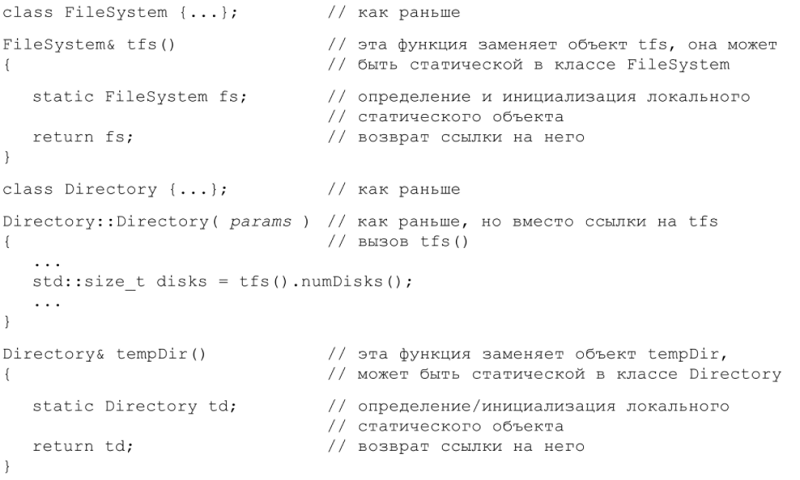 class FileSystem {...}; // как раньше
FileSystem& tfs() // эта функция заменяет объект tfs, она может
{ // быть статической в классе FileSystem
static FileSystem fs; // определение и инициализация локального
// статического объекта
return fs; // возврат ссылки на него
}
class Directory {...}; // как раньше
Directory::Directory( params ) // как раньше, но вместо ссылки на tfs
{ // вызов tfs()
...
std::size_t disks = tfs().numDisks();
...
}
Directory& tempDir() // эта функция заменяет объект tempDir,
{ // может быть статической в классе Directory
static Directory td; // определение/инициализация локального
// статического объекта
return td; // возврат ссылки на него
}